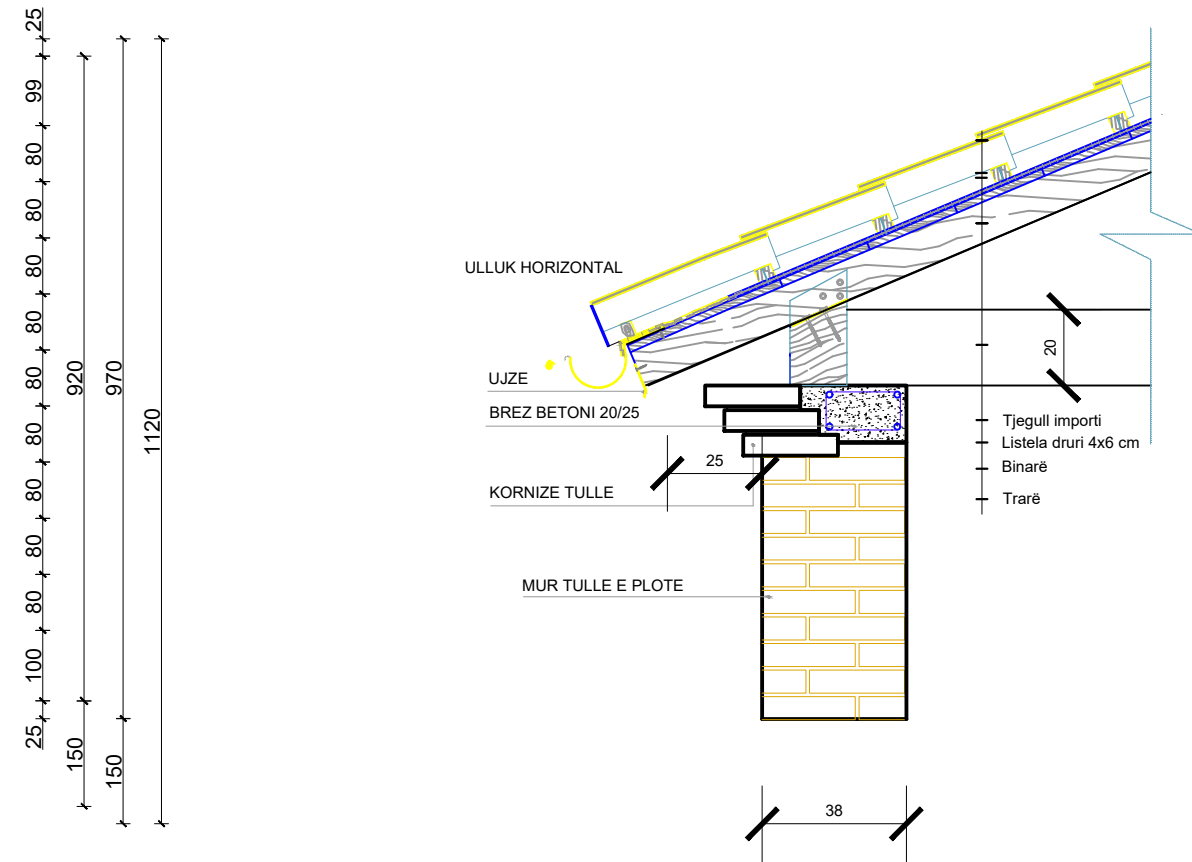 25
99
80
80
80
80
80
80
80
80
80
100
25
920
150
970
150
1120
ULLUK HORIZONTAL
UJZE
BREZ BETONI 20/25
25
KORNIZE TULLE
MUR TULLE E PLOTE
20
Tjegull importi
Listela druri 4x6 cm
Binarë
Trarë
38